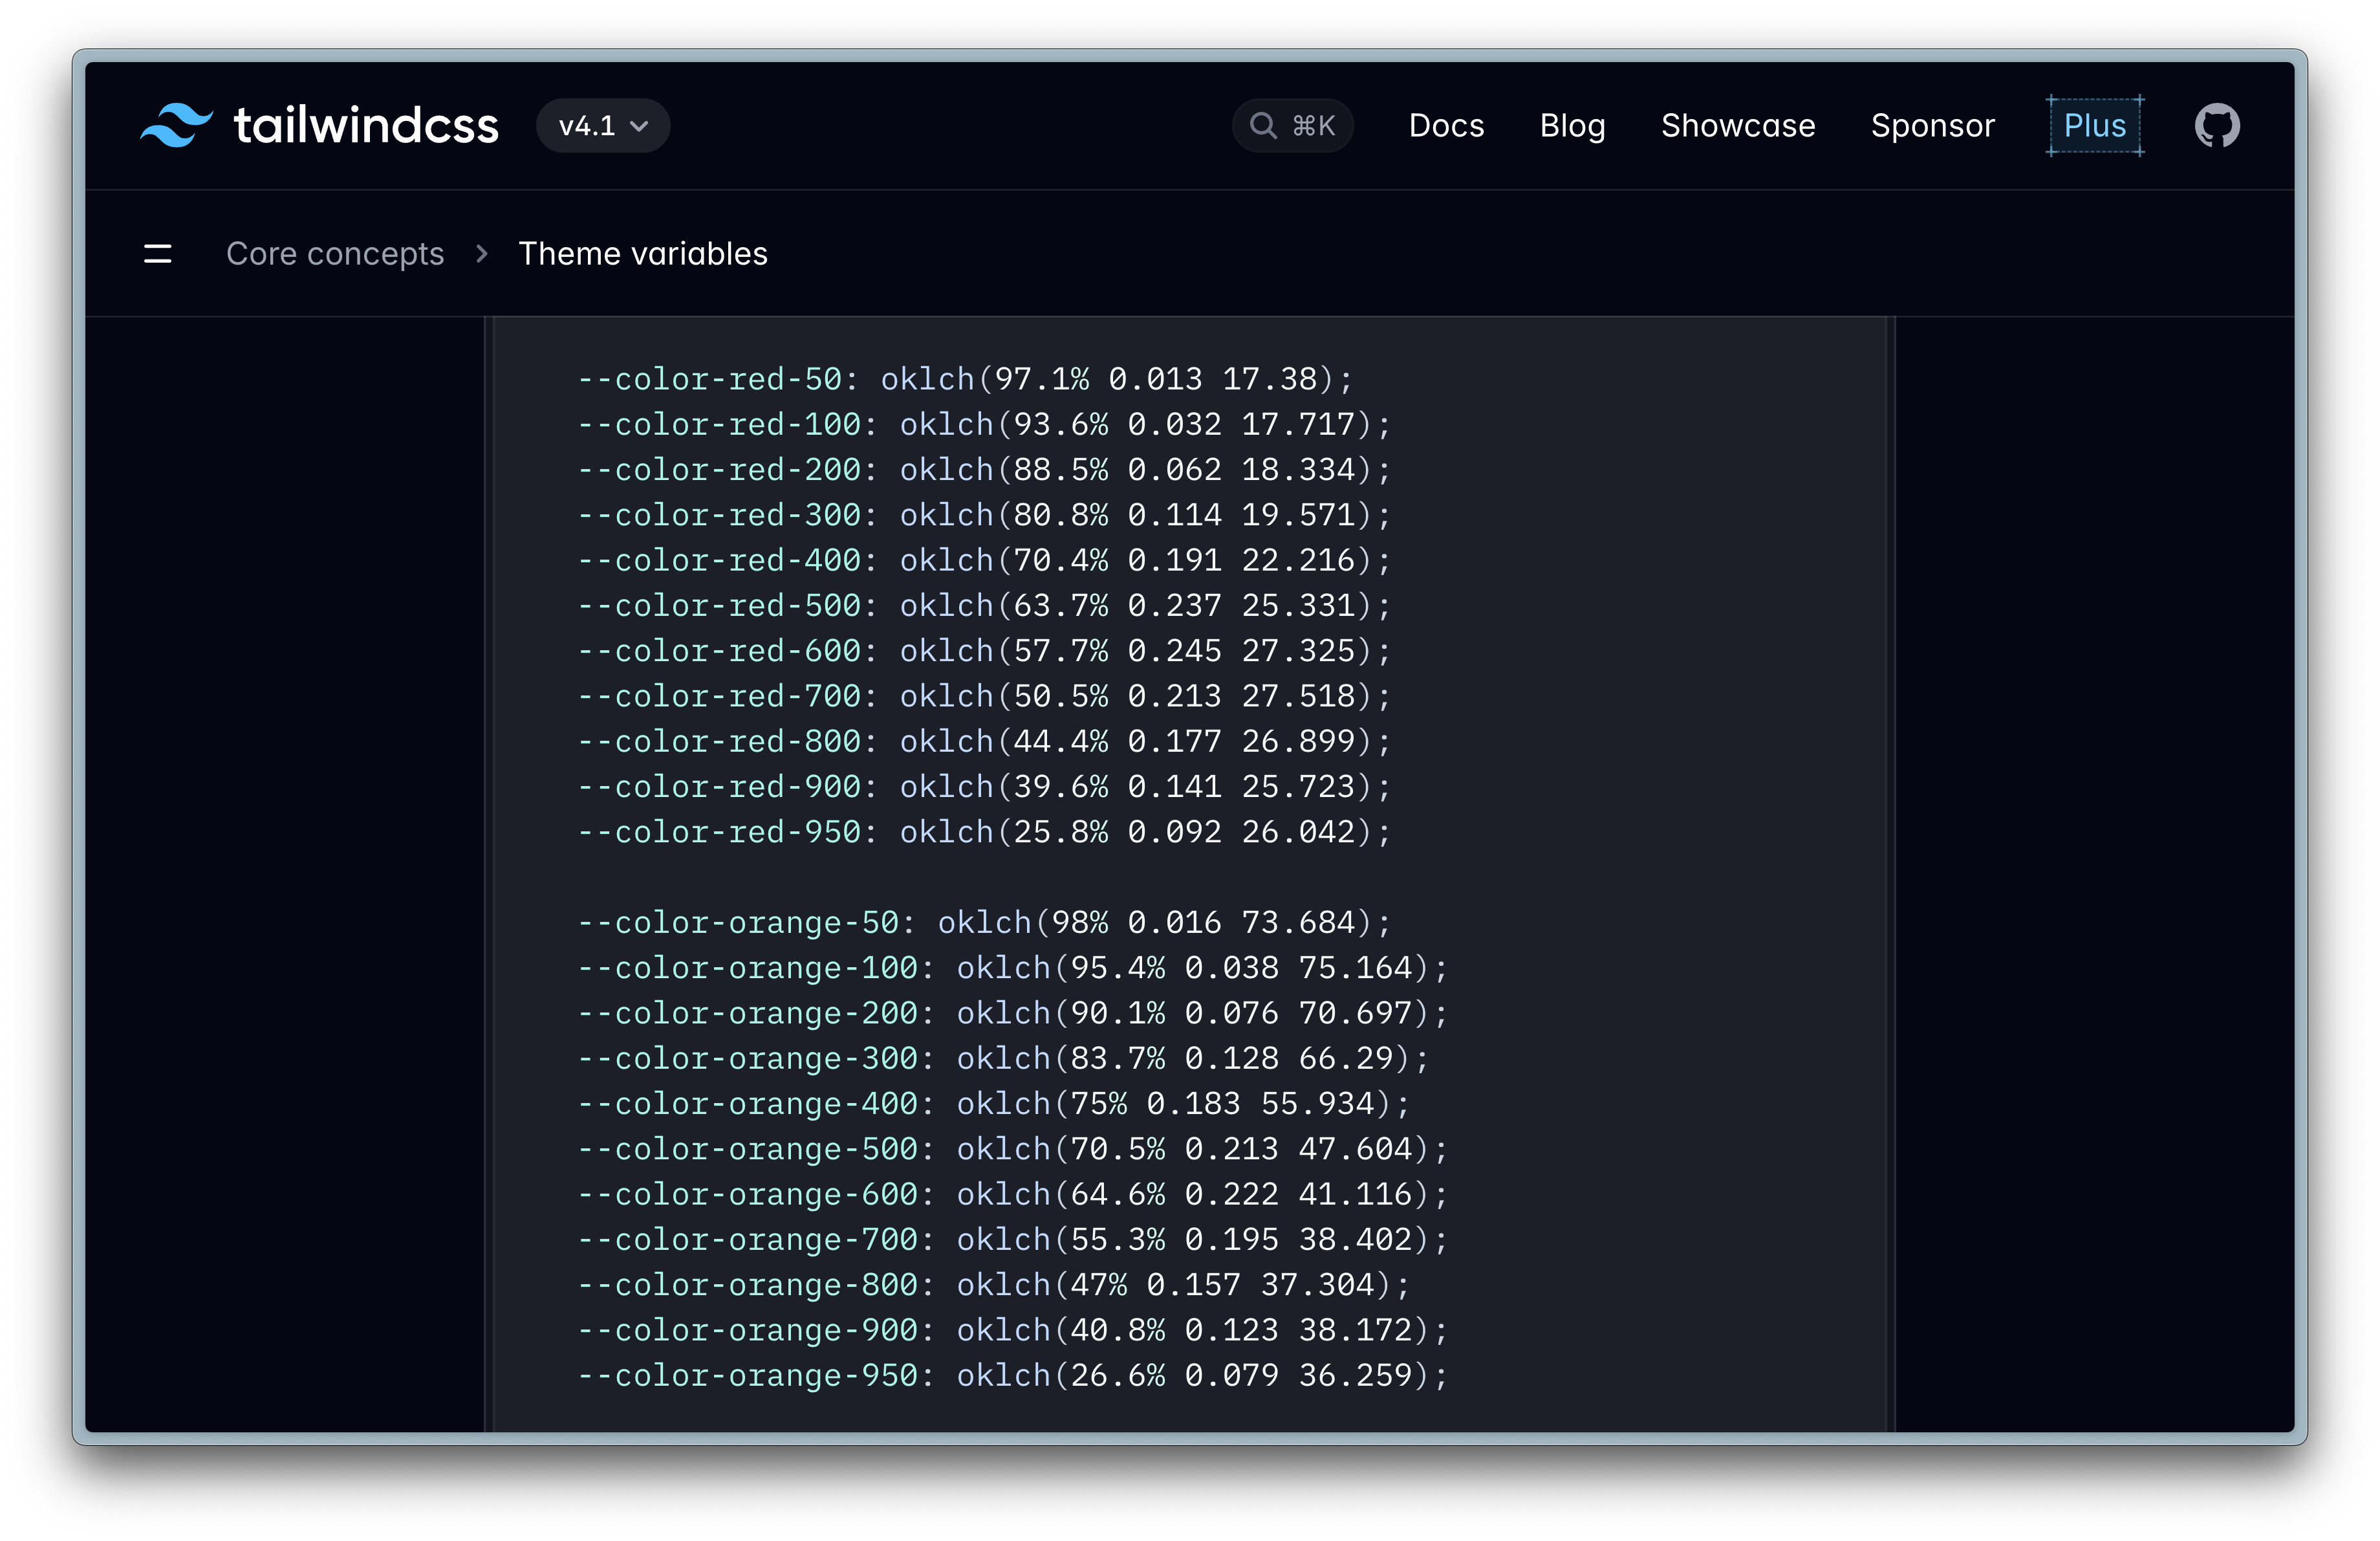 tailwindcss v4.1 ⌘K Docs Blog Showcase Sponsor Plus
Core concepts > Theme variables
--color-red-50: oklch(97.1% 0.013 17.38);
--color-red-100: oklch(93.6% 0.032 17.717);
--color-red-200: oklch(88.5% 0.062 18.334);
--color-red-300: oklch(80.8% 0.114 19.571);
--color-red-400: oklch(70.4% 0.191 22.216);
--color-red-500: oklch(63.7% 0.237 25.331);
--color-red-600: oklch(57.7% 0.245 27.325);
--color-red-700: oklch(50.5% 0.213 27.518);
--color-red-800: oklch(44.4% 0.177 26.899);
--color-red-900: oklch(39.6% 0.141 25.723);
--color-red-950: oklch(25.8% 0.092 26.042);
--color-orange-50: oklch(98% 0.016 73.684);
--color-orange-100: oklch(95.4% 0.038 75.164);
--color-orange-200: oklch(90.1% 0.076 70.697);
--color-orange-300: oklch(83.7% 0.128 66.29);
--color-orange-400: oklch(75% 0.183 55.934);
--color-orange-500: oklch(70.5% 0.213 47.604);
--color-orange-600: oklch(64.6% 0.222 41.116);
--color-orange-700: oklch(55.3% 0.195 38.402);
--color-orange-800: oklch(47% 0.157 37.304);
--color-orange-900: oklch(40.8% 0.123 38.172);
--color-orange-950: oklch(26.6% 0.079 36.259);